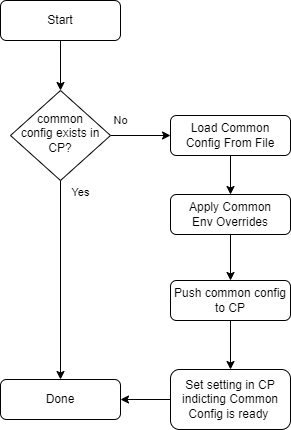 Start
common
config exists in
CP?
No
Yes
Load Common
Config From File
Apply Common
Env Overrides
Push common config
to CP
Set setting in CP
indicting Common
Config is ready
Done